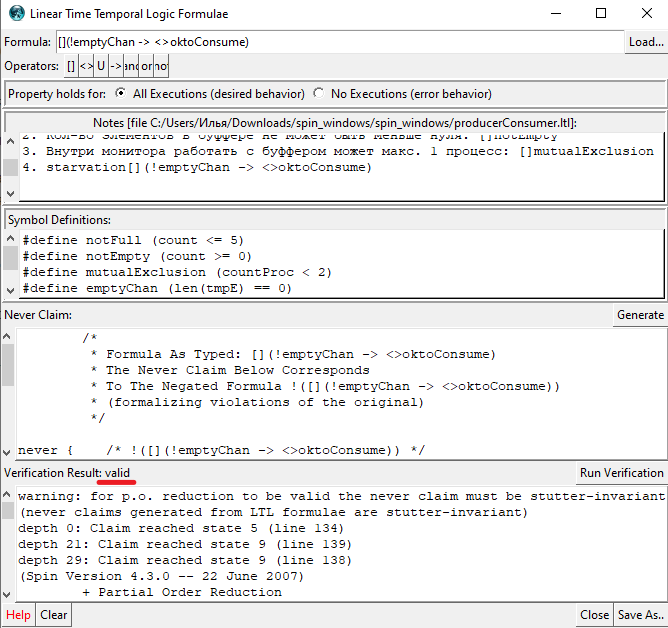 Linear Time Temporal Logic Formulae
Formula: [](!emptyChan -> <>oktoConsume) Load...
Operators: [] <> U -> and or not
Property holds for: All Executions (desired behavior) No Executions (error behavior)
Notes [file C:/Users/Илья/Downloads/spin_windows/spin_windows/producerConsumer.ltl]:
2. Кол-во элементов в буффере не может быть меньше нуля: []notEmpty
3. Внутри монитора работать с буффером может макс. 1 процесс: []mutualExclusion
4. starvation[](!emptyChan -> <>oktoConsume)
Symbol Definitions:
#define notFull (count <= 5)
#define notEmpty (count >= 0)
#define mutualExclusion (countProc < 2)
#define emptyChan (len(tmpE) == 0)
Never Claim: Generate
/*
* Formula As Typed: [](!emptyChan -> <>oktoConsume)
* The Never Claim Below Corresponds
* To The Negated Formula !([](!emptyChan -> <>oktoConsume))
* (formalizing violations of the original)
*/
never { /* !([](!emptyChan -> <>oktoConsume)) */
Verification Result: valid Run Verification
warning: for p.o. reduction to be valid the never claim must be stutter-invariant
(never claims generated from LTL formulae are stutter-invariant)
depth 0: Claim reached state 5 (line 134)
depth 21: Claim reached state 9 (line 139)
depth 29: Claim reached state 9 (line 138)
(Spin Version 4.3.0 -- 22 June 2007)
+ Partial Order Reduction
Help Clear Close Save As..